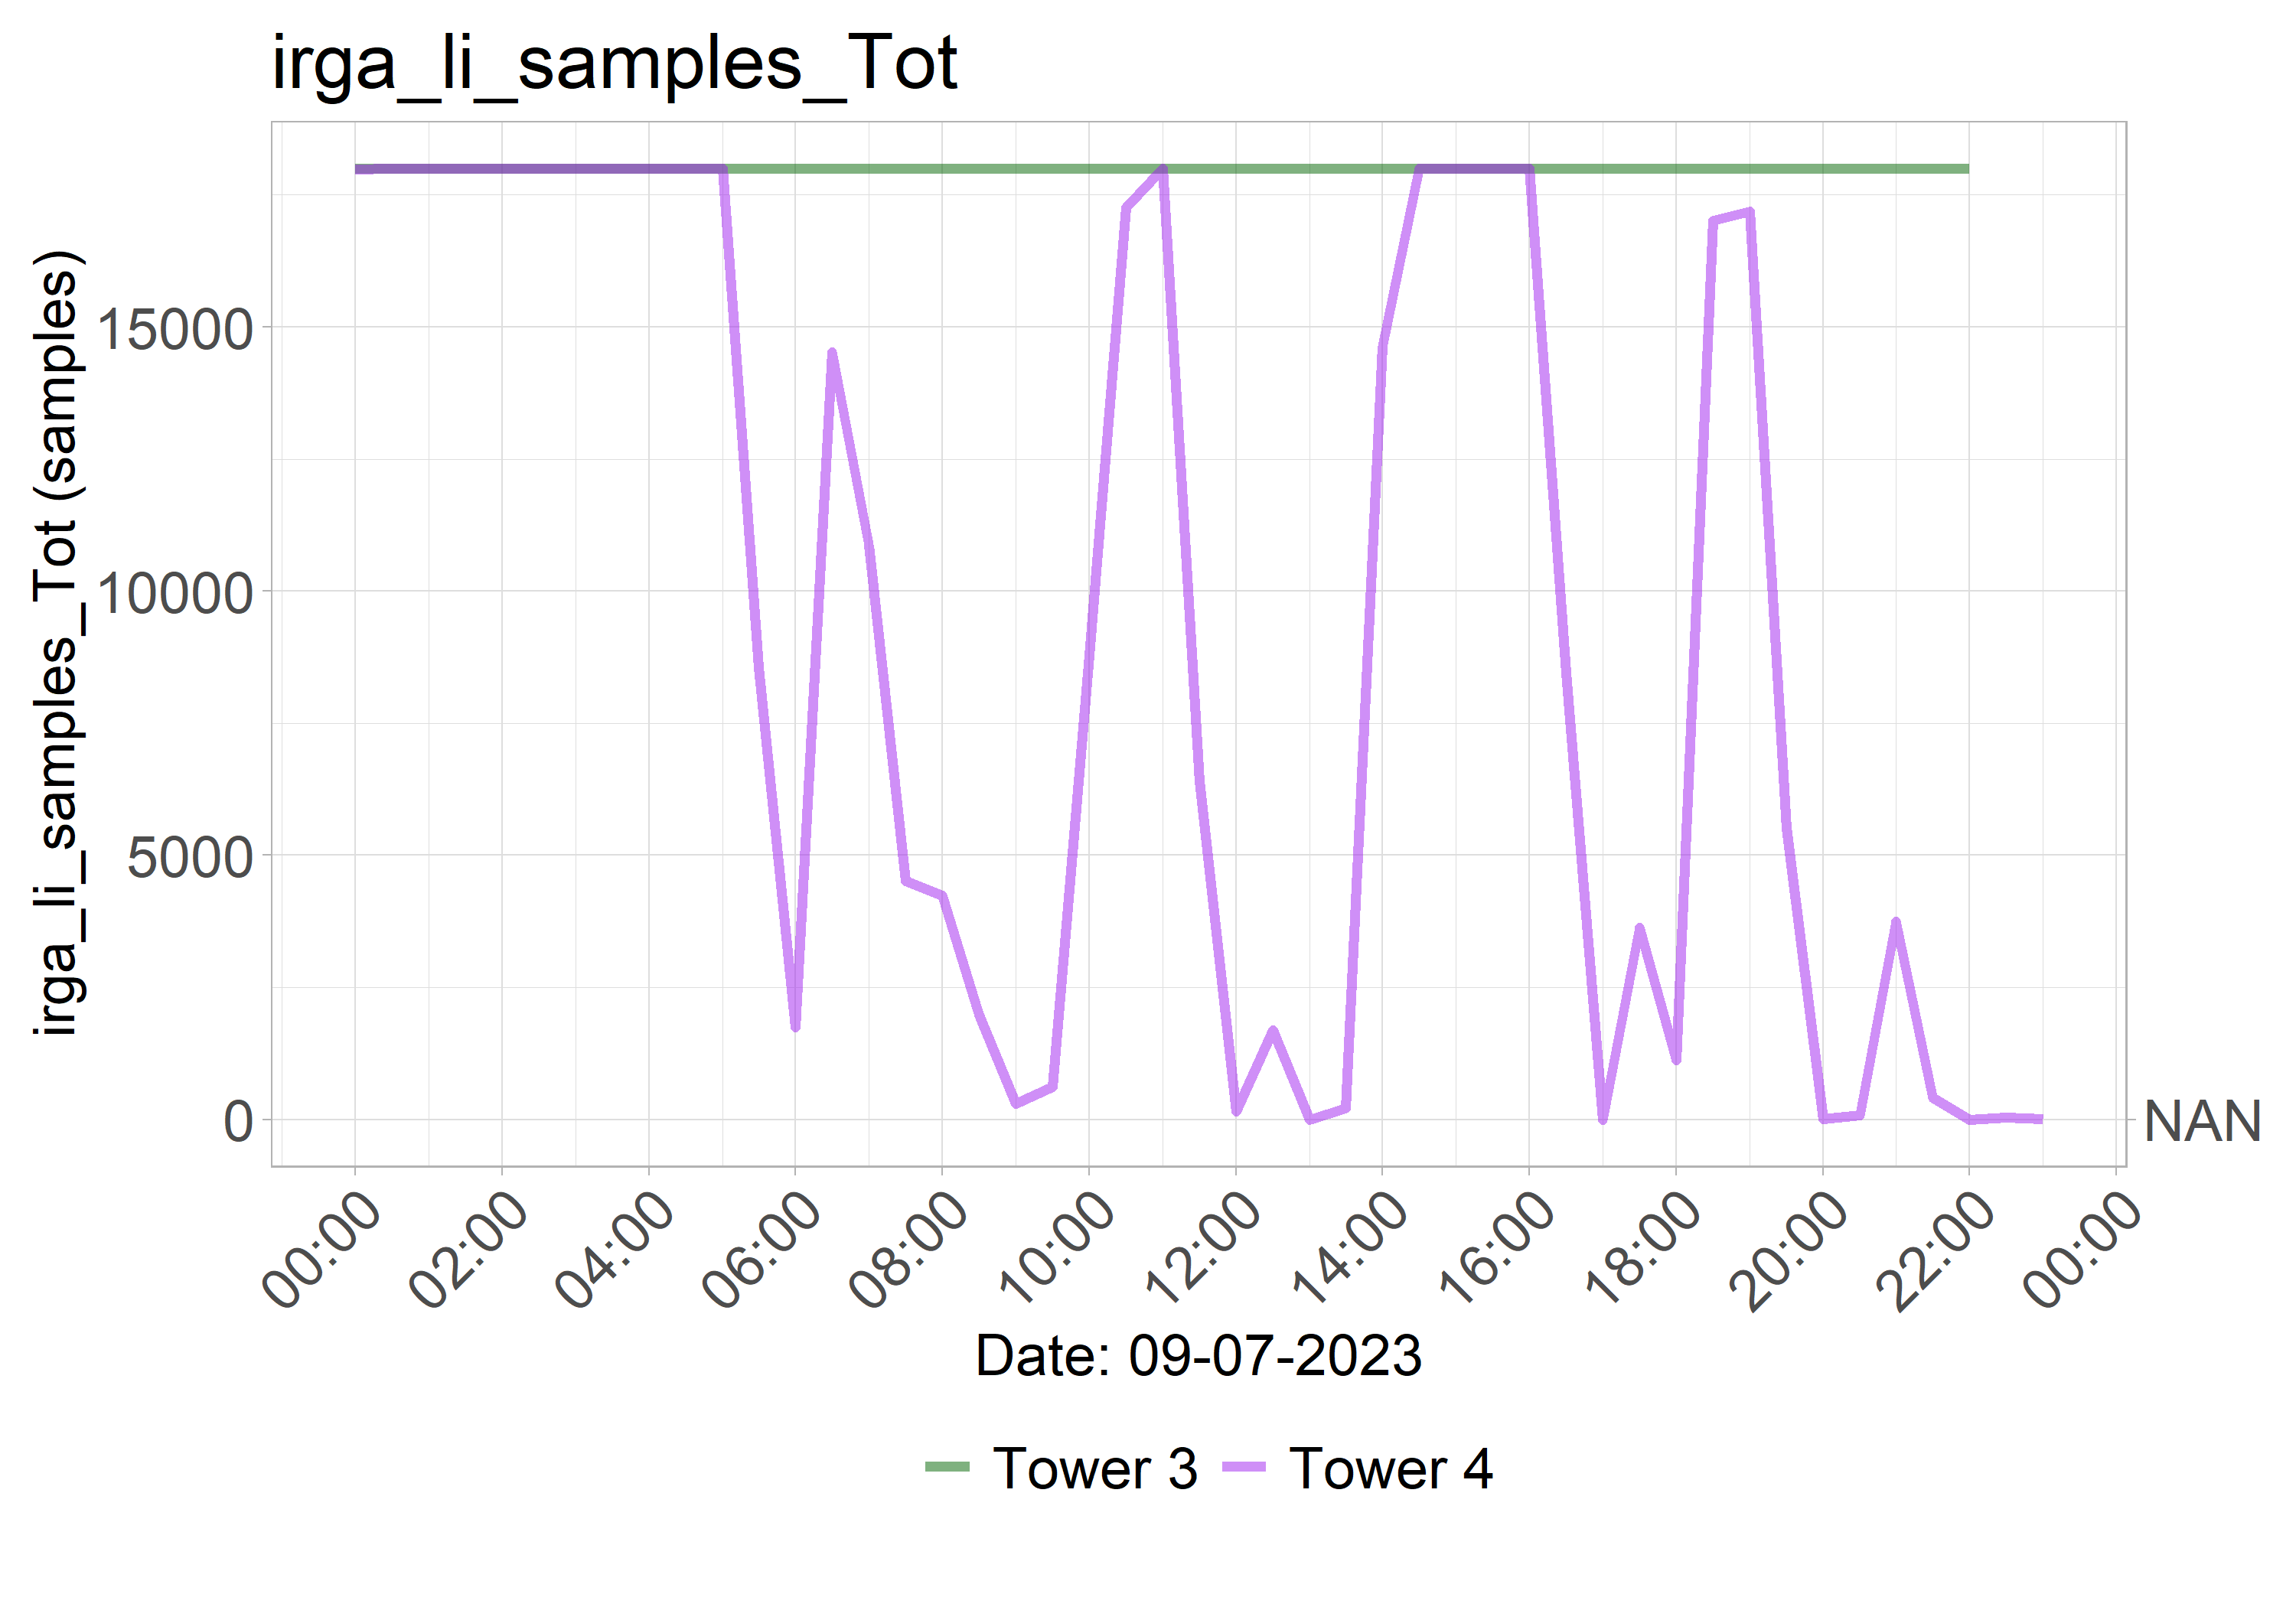 irga_li_samples_Tot
irga_li_samples_Tot (samples)
15000
10000
5000
0
NAN
00:00
02:00
04:00
06:00
08:00
10:00
12:00
14:00
16:00
18:00
20:00
22:00
00:00
Date: 09-07-2023
Tower 3
Tower 4